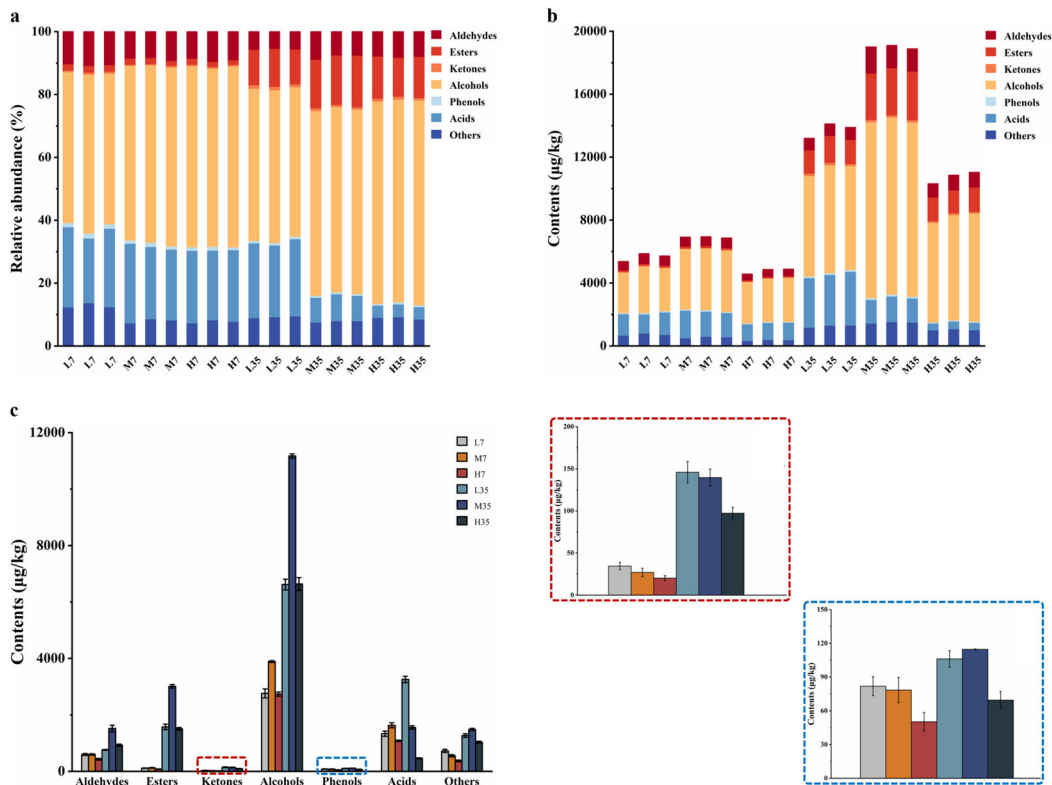 a
Relative abundance (%)
100
80
60
40
20
0
L7 L7 L7 M7 M7 M7 H7 H7 H7 L35 L35 L35 M35 M35 M35 H35 H35 H35
Aldehydes
Esters
Ketones
Alcohols
Phenols
Acids
Others
b
Contents (μg/kg)
20000
16000
12000
8000
4000
0
L7 L7 L7 M7 M7 M7 H7 H7 H7 L35 L35 L35 M35 M35 M35 H35 H35 H35
Aldehydes
Esters
Ketones
Alcohols
Phenols
Acids
Others
c
Contents (μg/kg)
12000
8000
4000
0
Aldehydes Esters Ketones Alcohols Phenols Acids Others
L7
M7
H7
L35
M35
H35
Contents (μg/kg)
200
150
100
50
0
Contents (μg/kg)
150
120
90
60
30
0